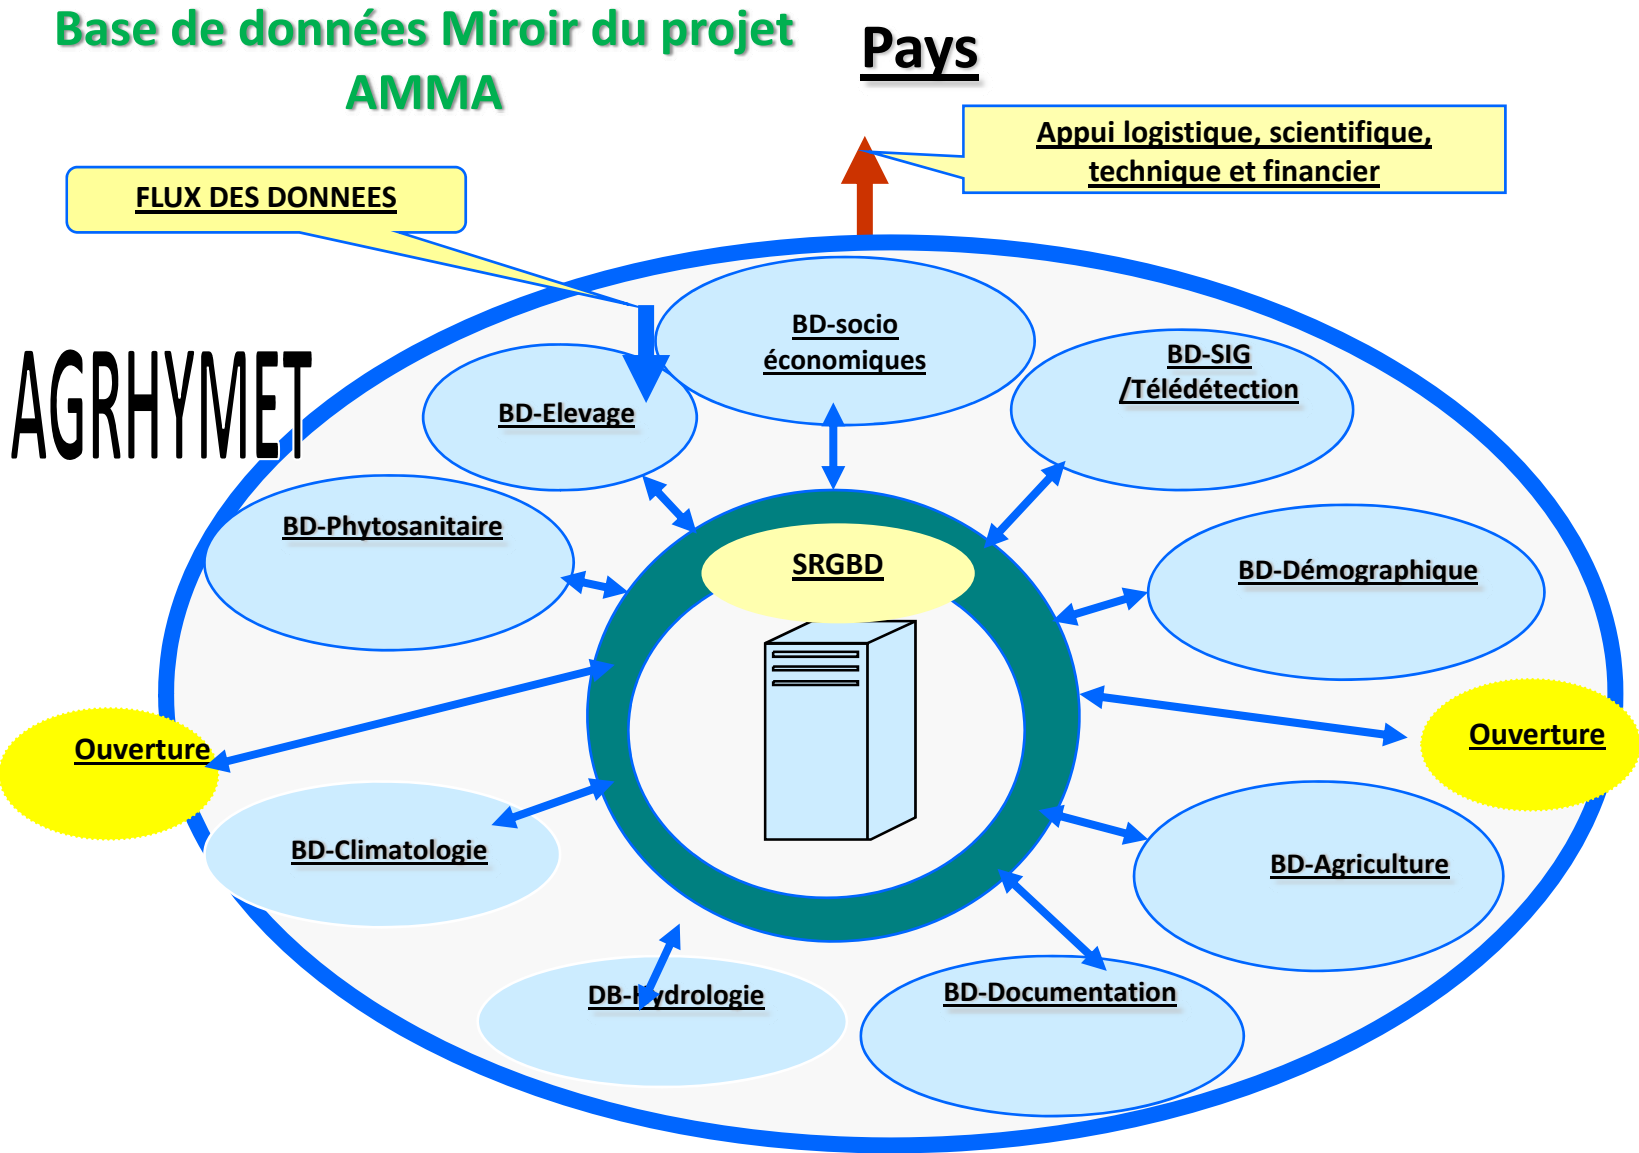 Base de données Miroir du projet
AMMA
Pays
Appui logistique, scientifique,
technique et financier
FLUX DES DONNEES
AGRHYMET
BD-socio
économiques
BD-SIG
/Télédétection
BD-Elevage
BD-Phytosanitaire
SRGBD
BD-Démographique
Ouverture
Ouverture
BD-Climatologie
BD-Agriculture
DB-Hydrologie
BD-Documentation